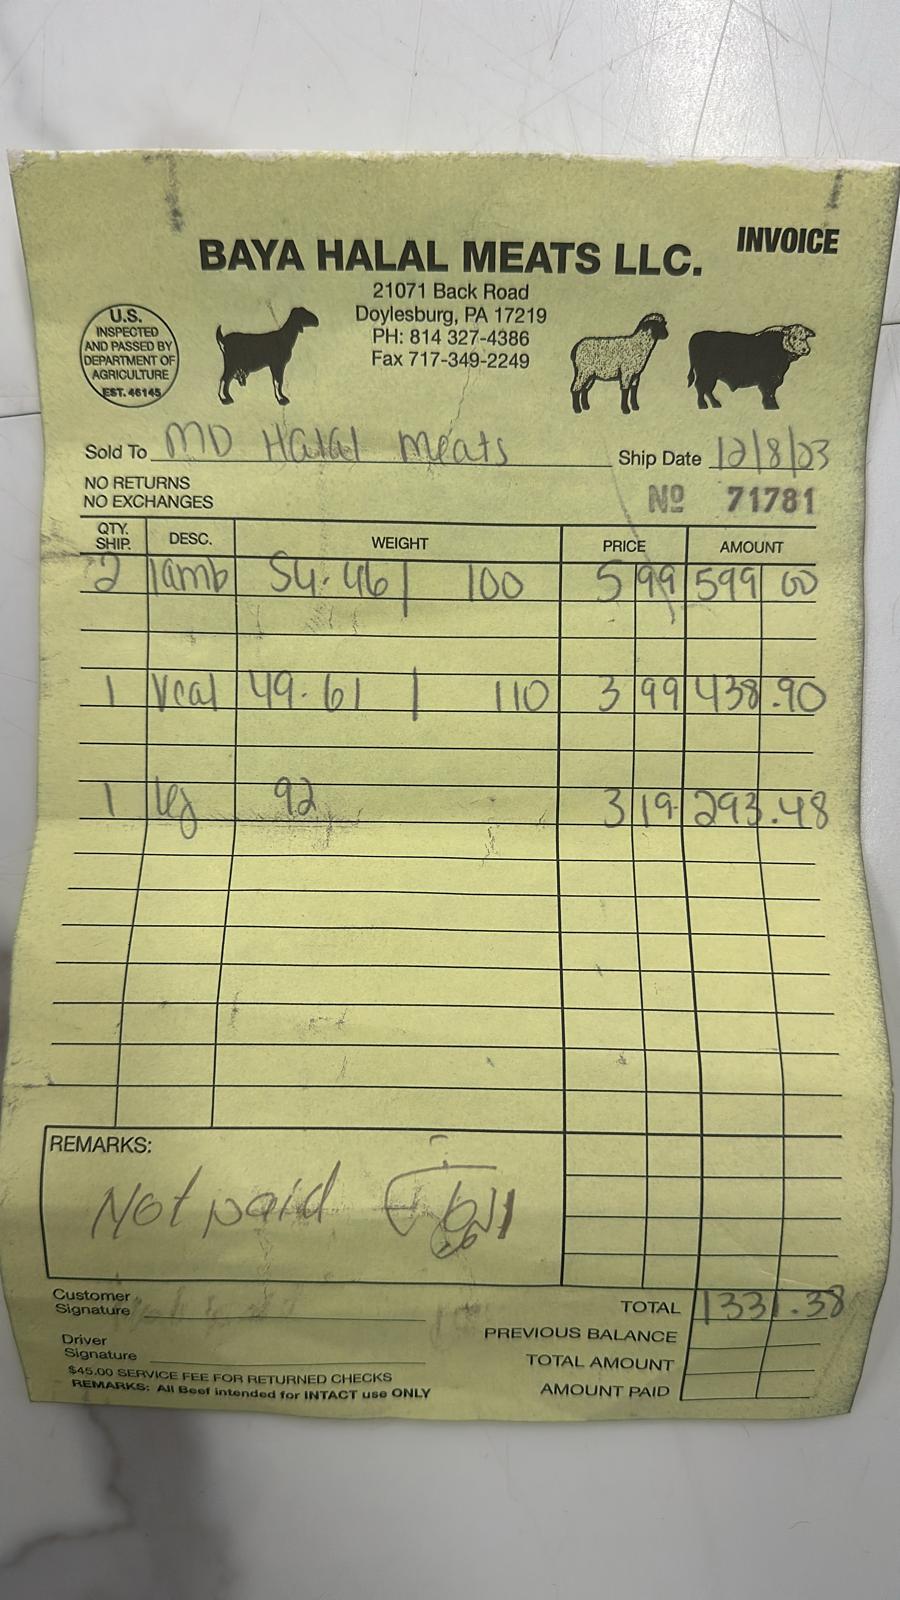 INVOICE
BAYA HALAL MEATS LLC.
21071 Back Road
Doylesburg, PA 17219
PH: 814 327-4386
Fax 717-349-2249
U.S.
INSPECTED
AND PASSED BY
DEPARTMENT OF
AGRICULTURE
EST. 46145
Sold To MD Halal Meats Ship Date 12/8/23
NO RETURNS
NO EXCHANGES
Nº 71781
QTY. SHIP. DESC. WEIGHT PRICE AMOUNT
2 lamb 54.46 | 100 5 99 599 00
1 Veal 49.61 | 110 3 99 438.90
1 leg 92 3 19 293.48
REMARKS:
Not paid
Customer
Signature
TOTAL 1331.38
PREVIOUS BALANCE
Driver
Signature
TOTAL AMOUNT
$45.00 SERVICE FEE FOR RETURNED CHECKS
REMARKS: All Beef intended for INTACT use ONLY
AMOUNT PAID